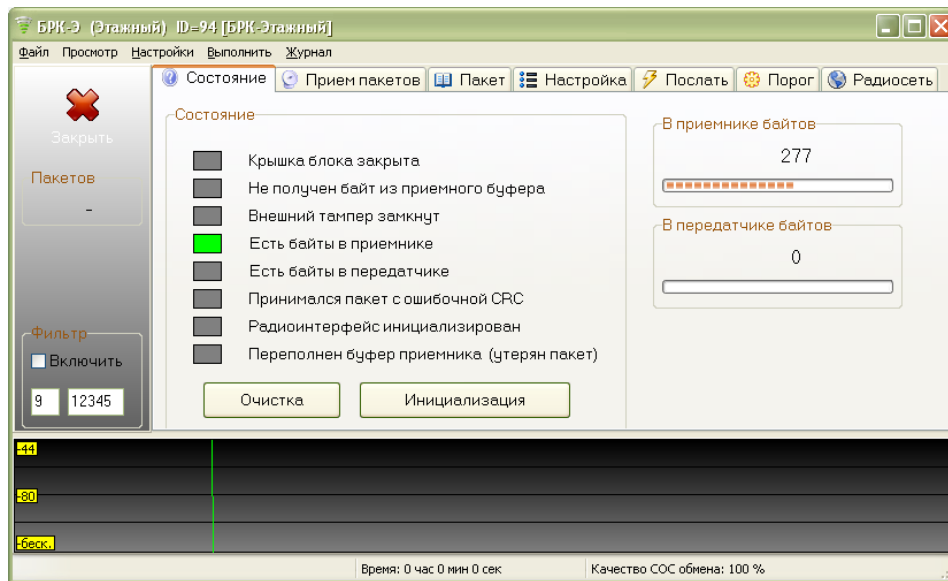 БРК-Э (Этажный) ID=94 [БРК-Этажный]
Файл Просмотр Настройки Выполнить Журнал
Состояние Прием пакетов Пакет Настройка Послать Порог Радиосеть
Закрыть
Пакетов
-
Фильтр
Включить
9 12345
Состояние
Крышка блока закрыта
Не получен байт из приемного буфера
Внешний тампер замкнут
Есть байты в приемнике
Есть байты в передатчике
Принимался пакет с ошибочной CRC
Радиоинтерфейс инициализирован
Переполнен буфер приемника (утерян пакет)
Очистка Инициализация
В приемнике байтов
277
В передатчике байтов
0
-44
-80
-беск.
Время: 0 час 0 мин 0 сек Качество СОС обмена: 100 %